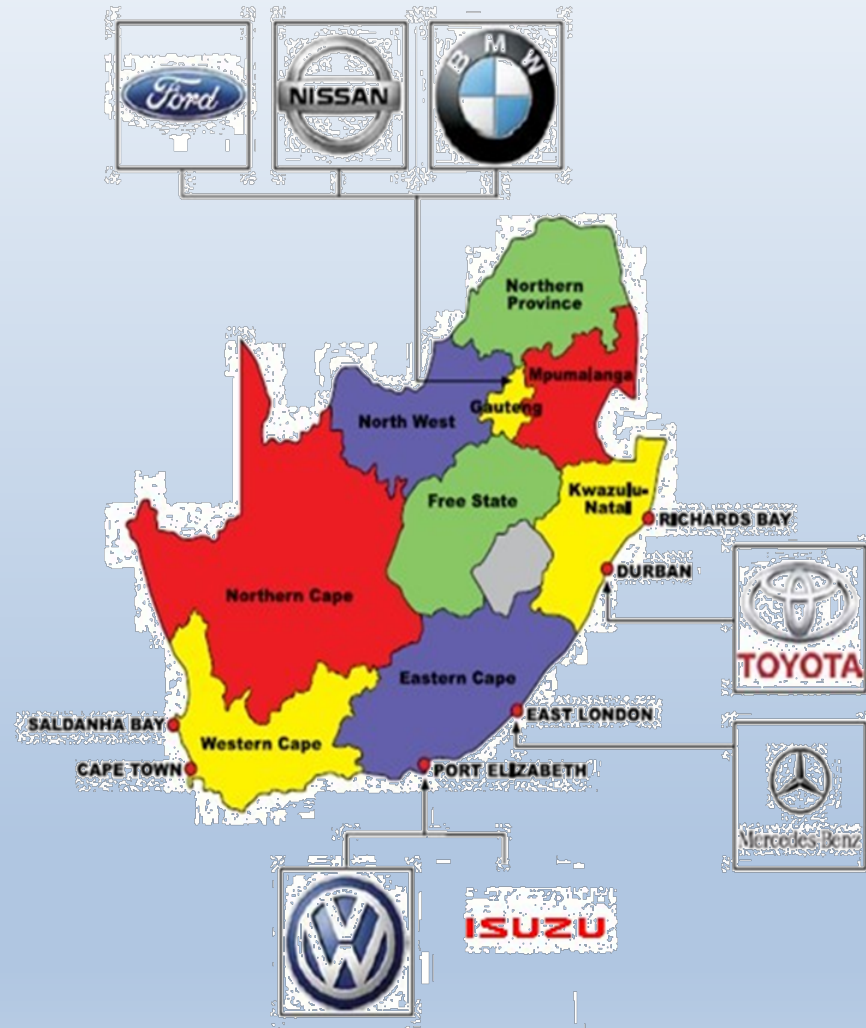 Ford
NISSAN
BMW
Northern
Province
Mpumalanga
Gauteng
North West
Kwazulu-
Natal
Free State
RICHARDS BAY
DURBAN
Northern Cape
TOYOTA
Eastern Cape
EAST LONDON
SALDANHA BAY
Western Cape
CAPE TOWN
PORT ELIZABETH
Mercedes-Benz
VW
ISUZU